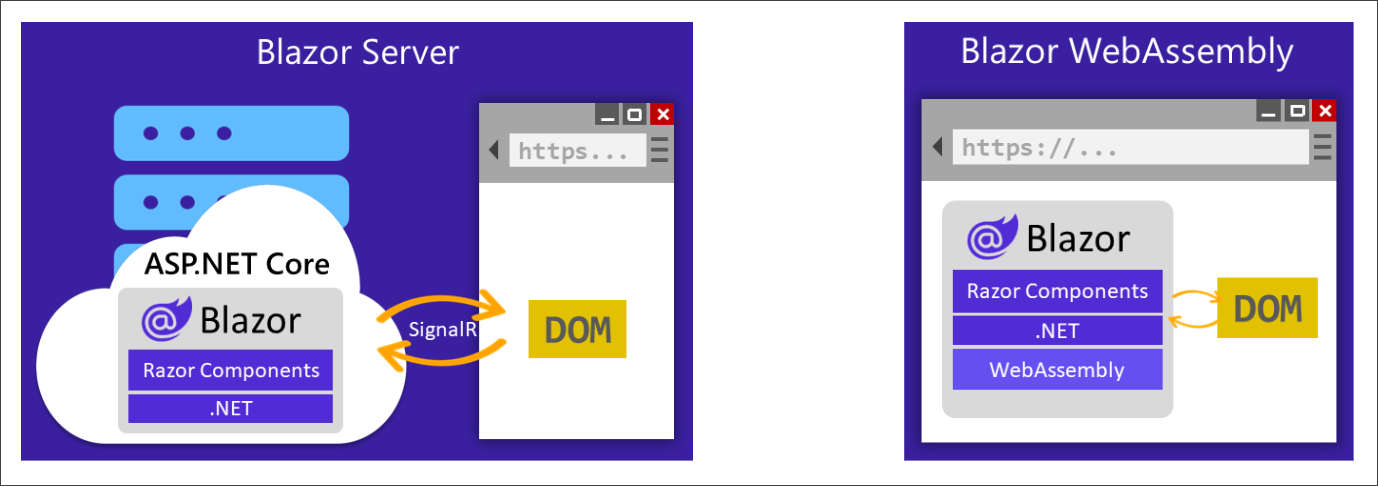 Blazor Server
https...
ASP.NET Core
@ Blazor
Razor Components
.NET
SignalR
DOM
Blazor WebAssembly
https://...
@ Blazor
Razor Components
.NET
WebAssembly
DOM